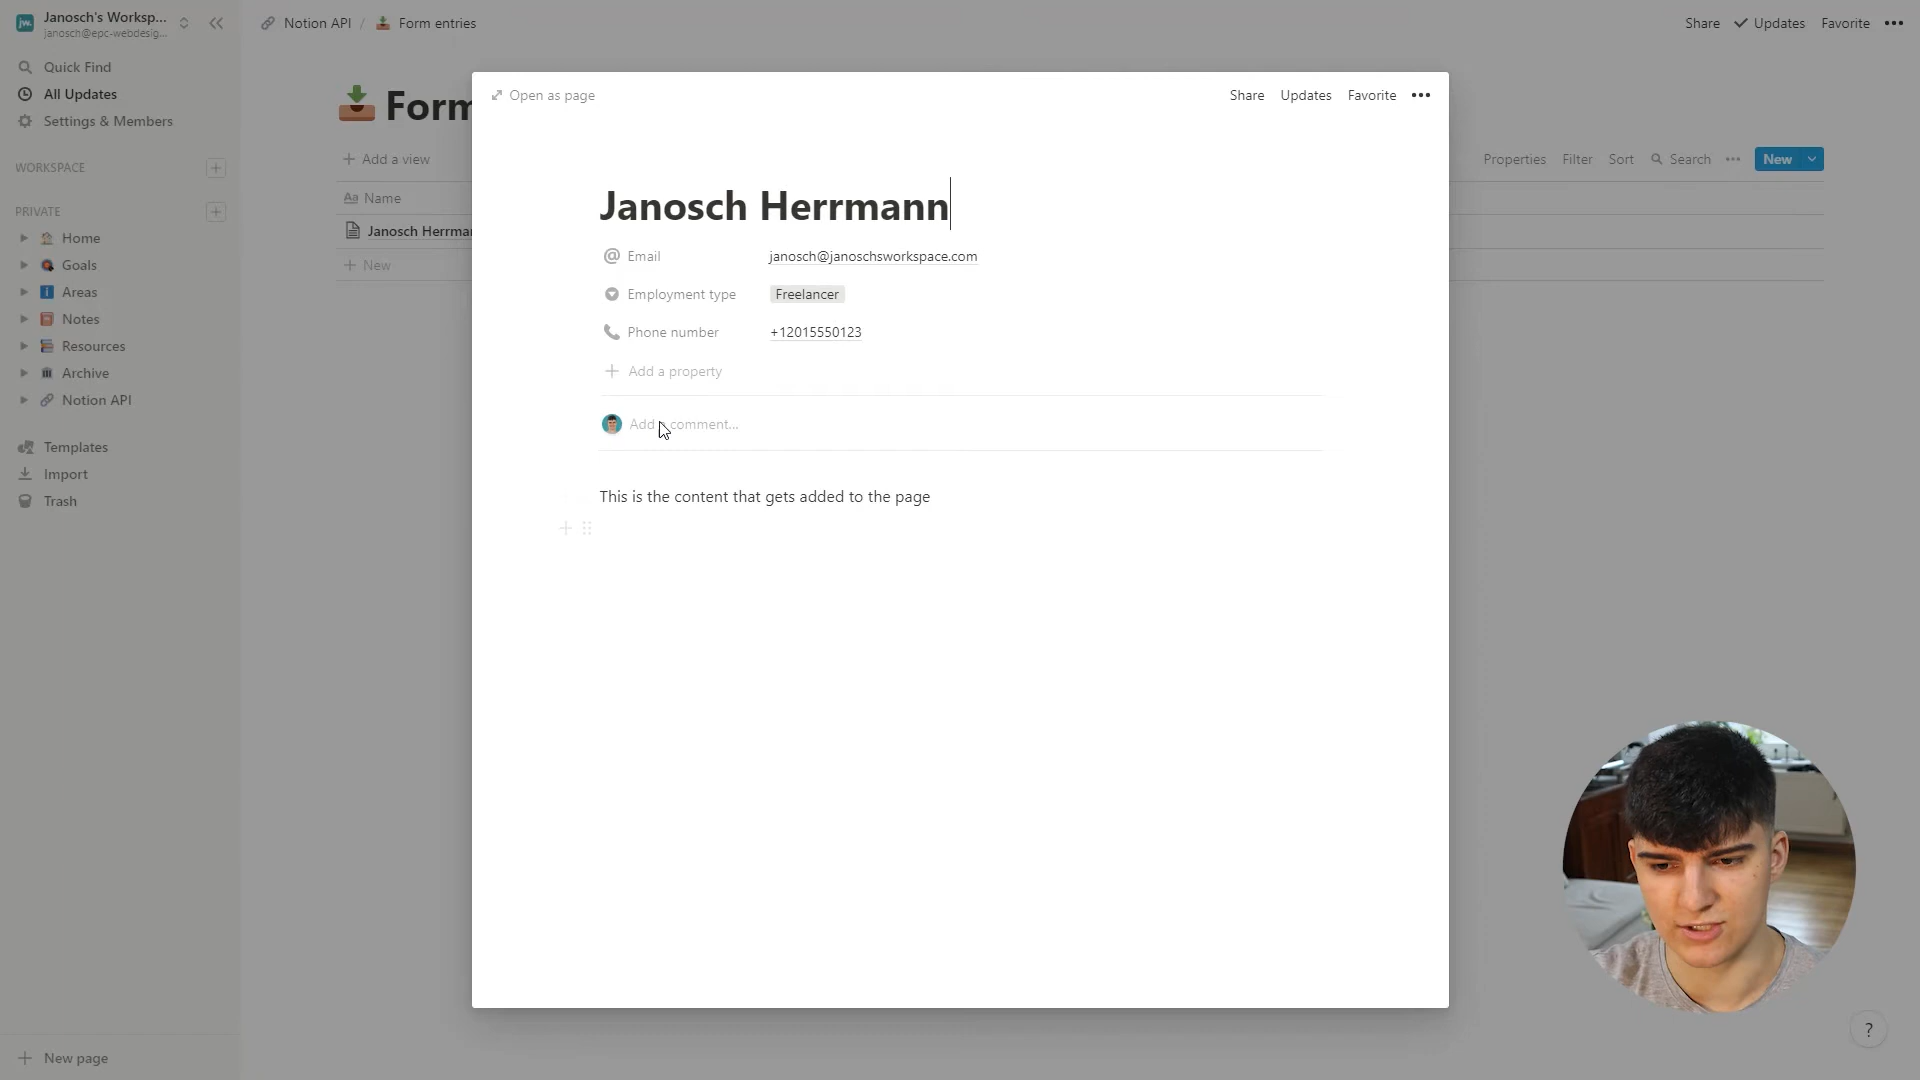 Janosch's Worksp...
janosch@epc-webdesig...
Quick Find
All Updates
Settings & Members
WORKSPACE
PRIVATE
Home
Goals
Areas
Notes
Resources
Archive
Notion API
Templates
Import
Trash
New page
Notion API / Form entries
Share Updates Favorite
Form
Add a view
Properties Filter Sort Search New
Aa Name
Janosch Herrman
New
Open as page
Share Updates Favorite
Janosch Herrmann
Email janosch@janoschsworkspace.com
Employment type Freelancer
Phone number +12015550123
Add a property
Add a comment...
This is the content that gets added to the page
?